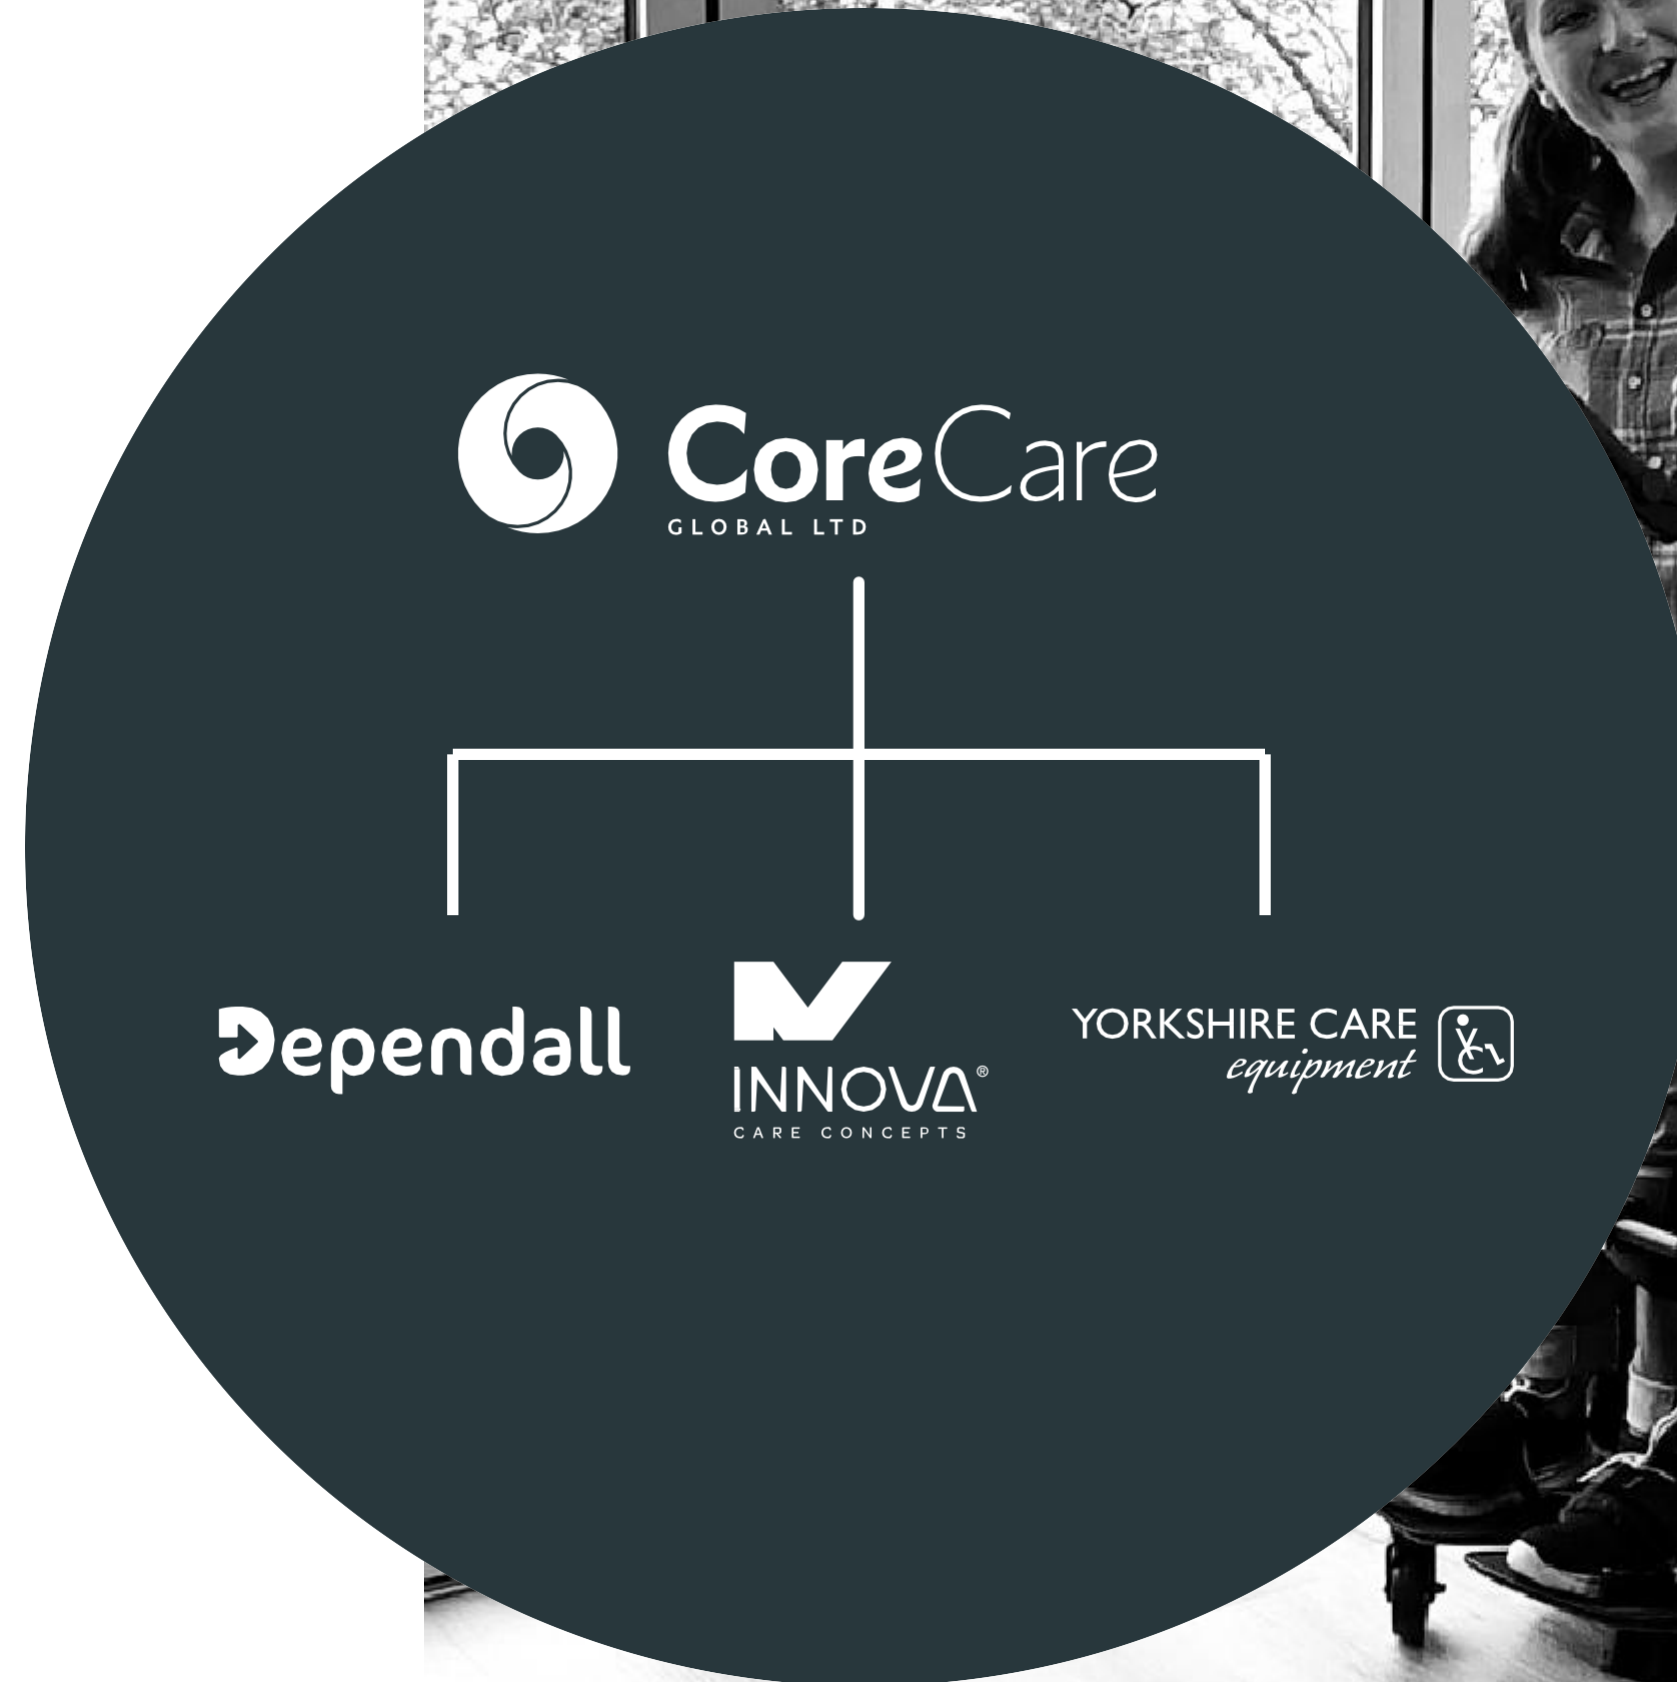 CoreCare
GLOBAL LTD
Dependall
INNOVA®
CARE CONCEPTS
YORKSHIRE CARE
equipment